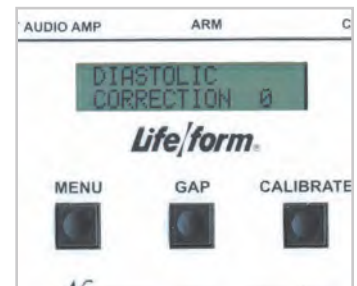 AUDIO AMP ARM C
DIASTOLIC
CORRECTION 0
Life/form®
MENU GAP CALIBRATE